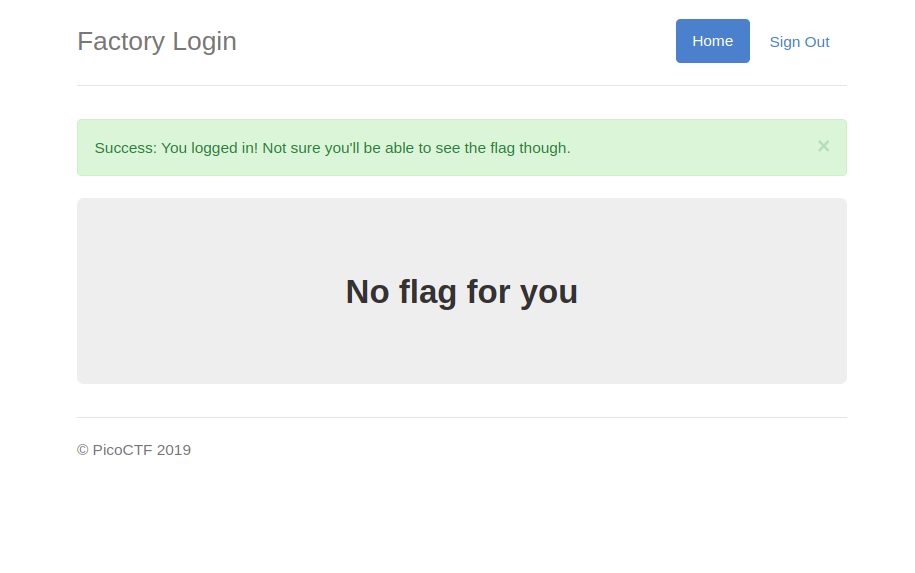 Factory Login
Home
Sign Out
Success: You logged in! Not sure you'll be able to see the flag though.
×
No flag for you
© PicoCTF 2019